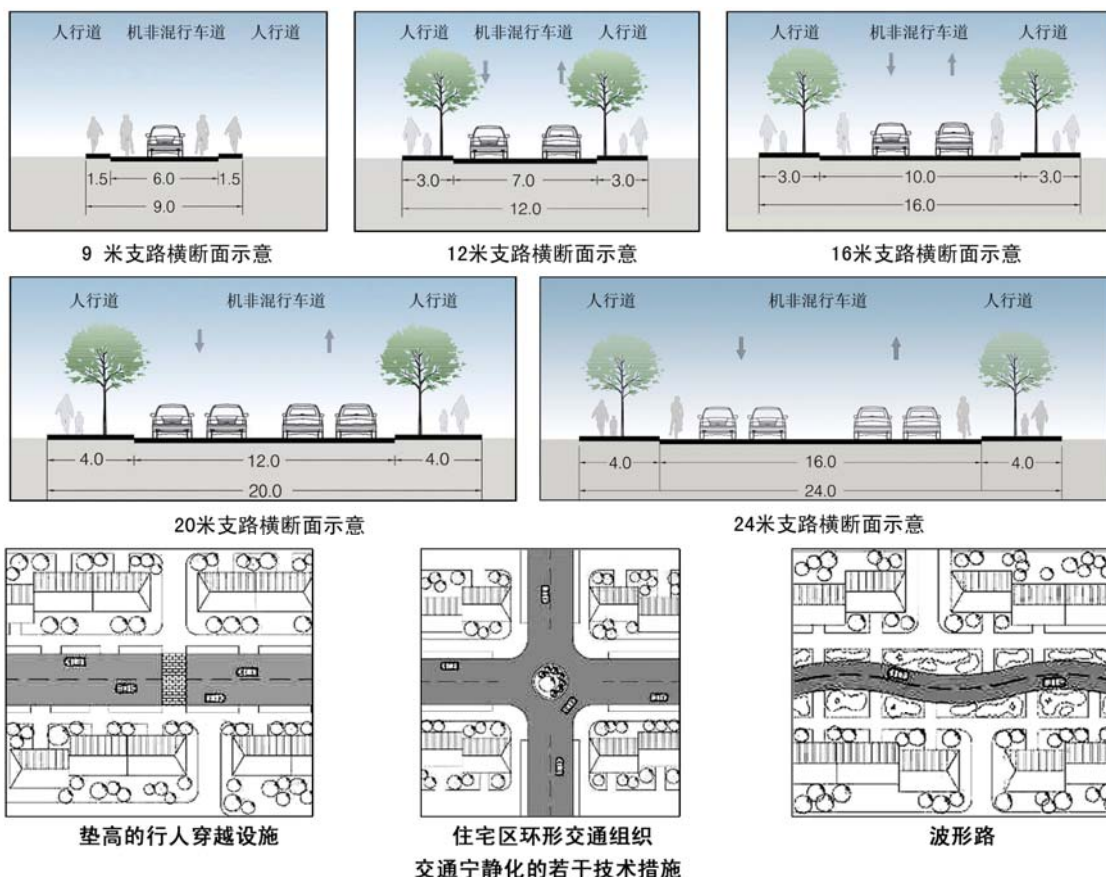 人行道 机非混行车道 人行道
1.5 6.0 1.5
9.0
9 米支路横断面示意
人行道 机非混行车道 人行道
3.0 7.0 3.0
12.0
12米支路横断面示意
人行道 机非混行车道 人行道
3.0 10.0 3.0
16.0
16米支路横断面示意
人行道 机非混行车道 人行道
4.0 12.0 4.0
20.0
20米支路横断面示意
人行道 机非混行车道 人行道
4.0 16.0 4.0
24.0
24米支路横断面示意
垫高的行人穿越设施
住宅区环形交通组织
波形路
交通宁静化的若干技术措施